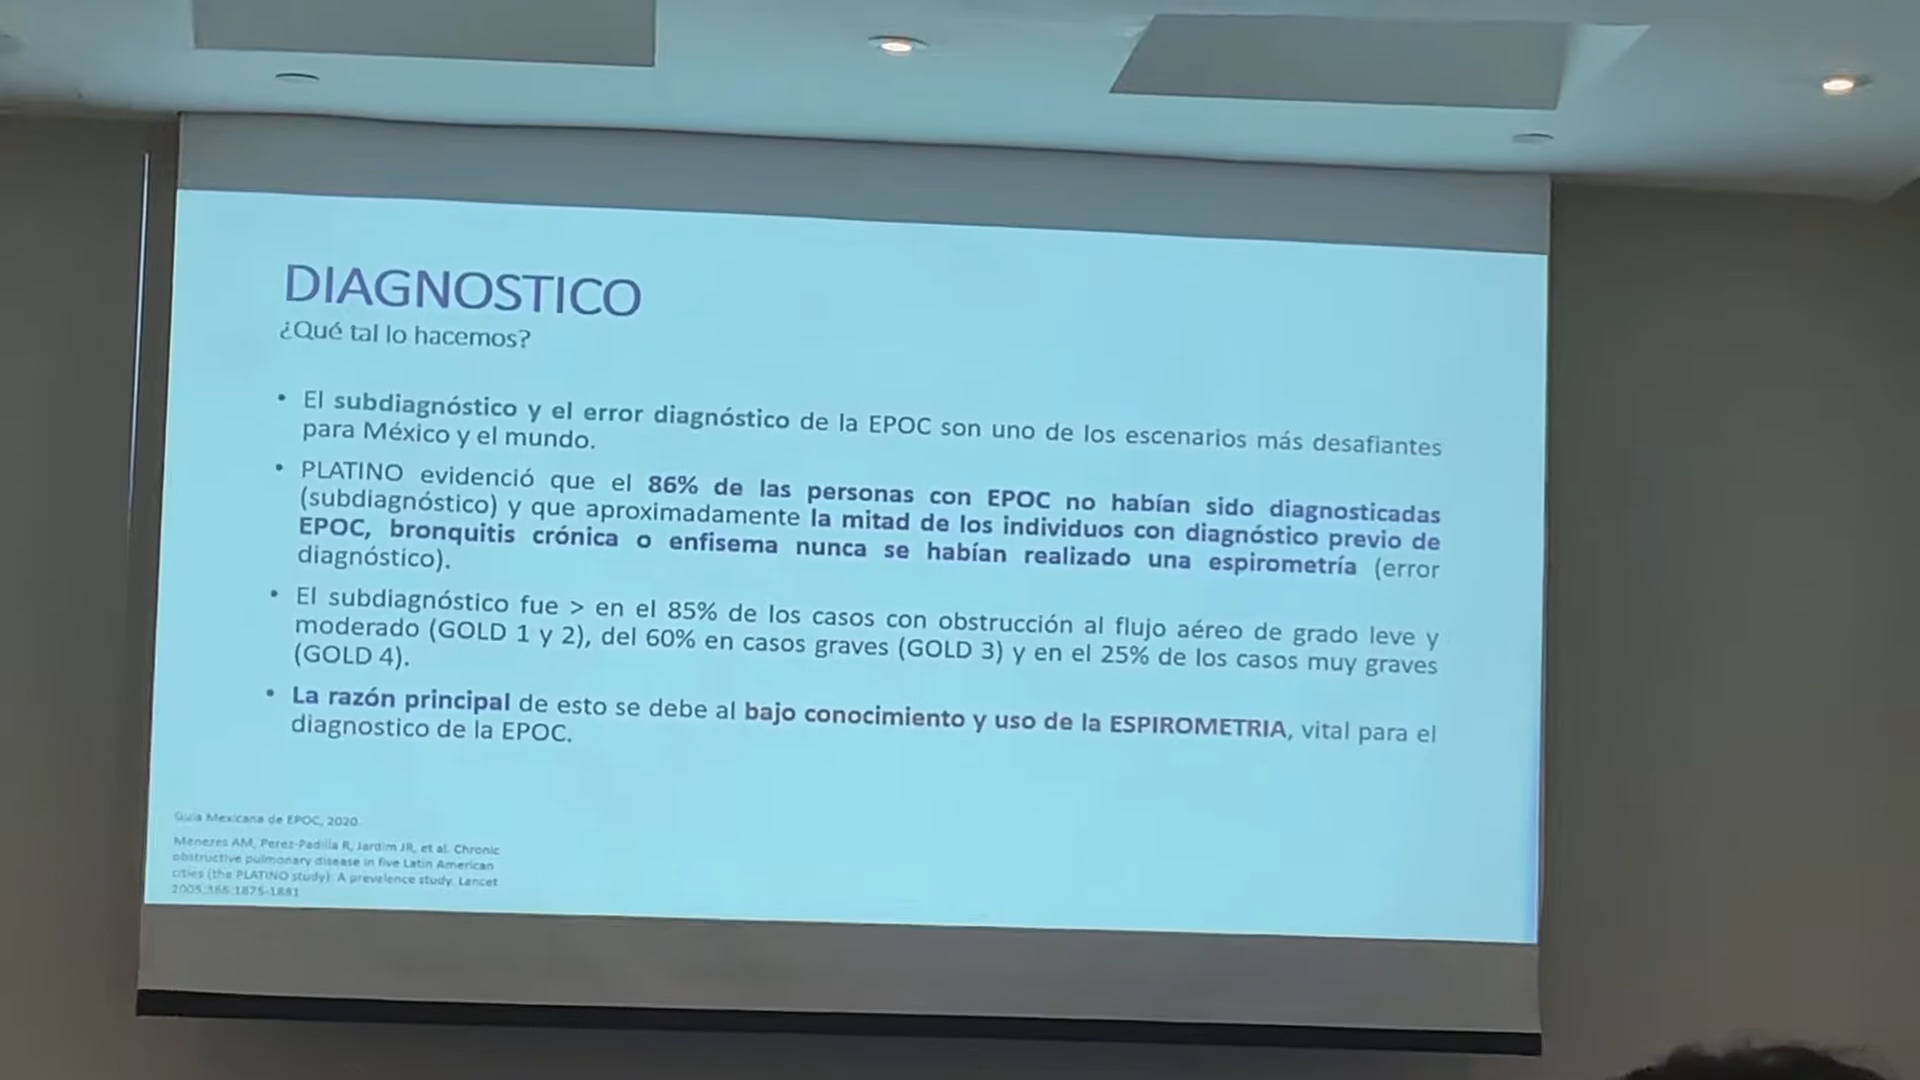 DIAGNOSTICO
¿Qué tal lo hacemos?
• El subdiagnóstico y el error diagnóstico de la EPOC son uno de los escenarios más desafiantes
para México y el mundo.
• PLATINO evidenció que el 86% de las personas con EPOC no habían sido diagnosticadas
(subdiagnóstico) y que aproximadamente la mitad de los individuos con diagnóstico previo de
EPOC, bronquitis crónica o enfisema nunca se habían realizado una espirometría (error
diagnóstico).
• El subdiagnóstico fue > en el 85% de los casos con obstrucción al flujo aéreo de grado leve y
moderado (GOLD 1 y 2), del 60% en casos graves (GOLD 3) y en el 25% de los casos muy graves
(GOLD 4).
• La razón principal de esto se debe al bajo conocimiento y uso de la ESPIROMETRIA, vital para el
diagnostico de la EPOC.
Guía Mexicana de EPOC, 2020.
Menezes AM, Perez-Padilla R, Jardim JR, et al. Chronic
obstructive pulmonary disease in five Latin American
cities (the PLATINO study): A prevalence study. Lancet
2005;366:1875-1881